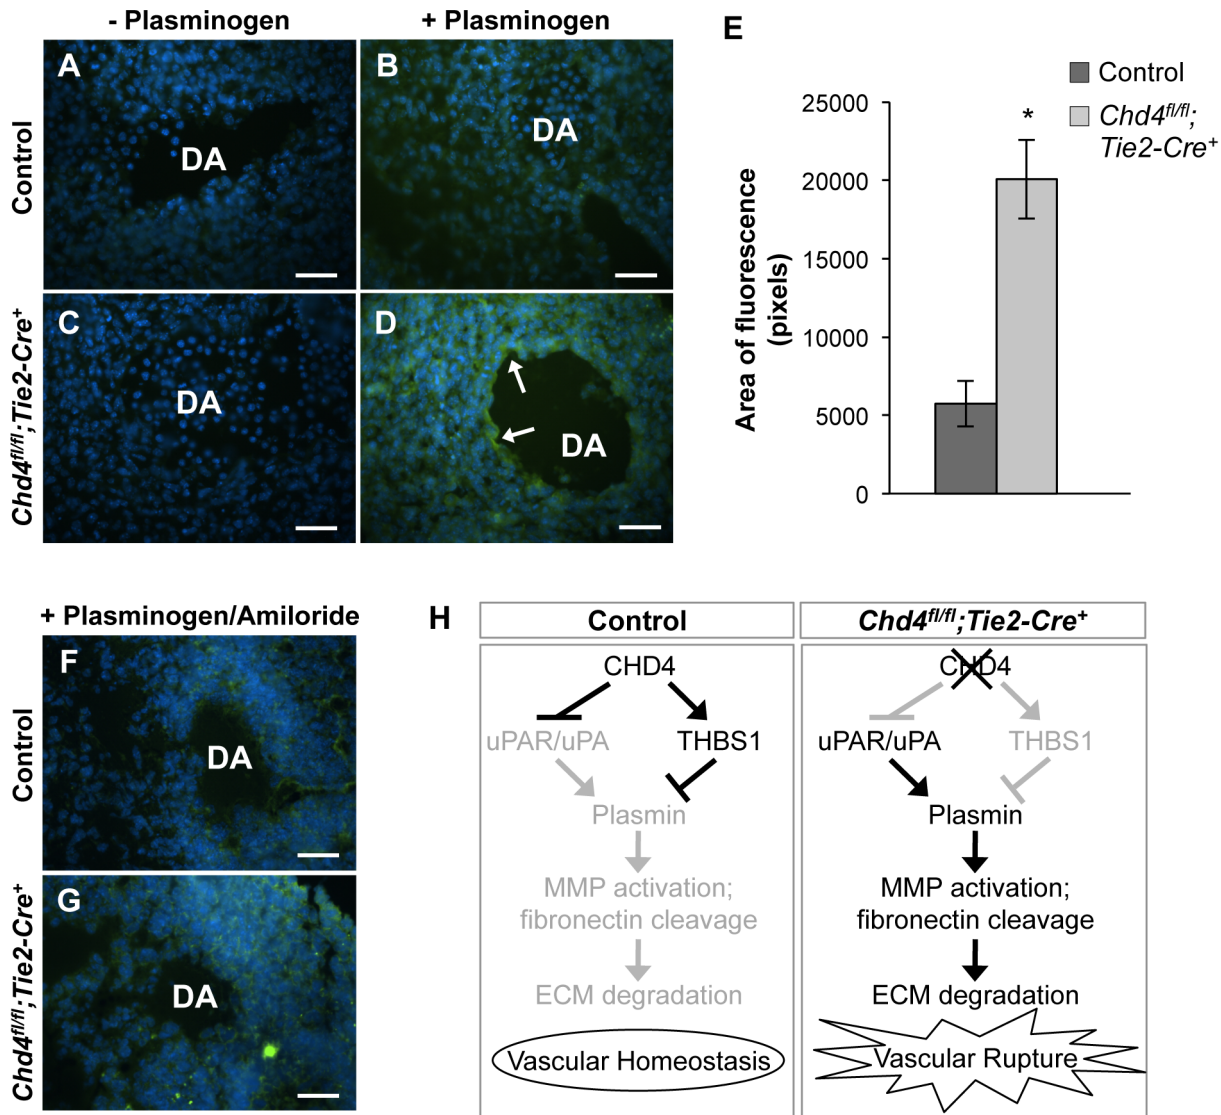 - Plasminogen
+ Plasminogen
Control
A
DA
B
DA
Chd4fl/fl;Tie2-Cre+
C
DA
D
DA
E
Control
Chd4fl/fl;
Tie2-Cre+
Area of fluorescence
(pixels)
25000
20000
15000
10000
5000
0
*
+ Plasminogen/Amiloride
Control
F
DA
Chd4fl/fl;Tie2-Cre+
G
DA
H
Control
CHD4
uPAR/uPA
THBS1
Plasmin
MMP activation;
fibronectin cleavage
ECM degradation
Vascular Homeostasis
Chd4fl/fl;Tie2-Cre+
CHD4
uPAR/uPA
THBS1
Plasmin
MMP activation;
fibronectin cleavage
ECM degradation
Vascular Rupture